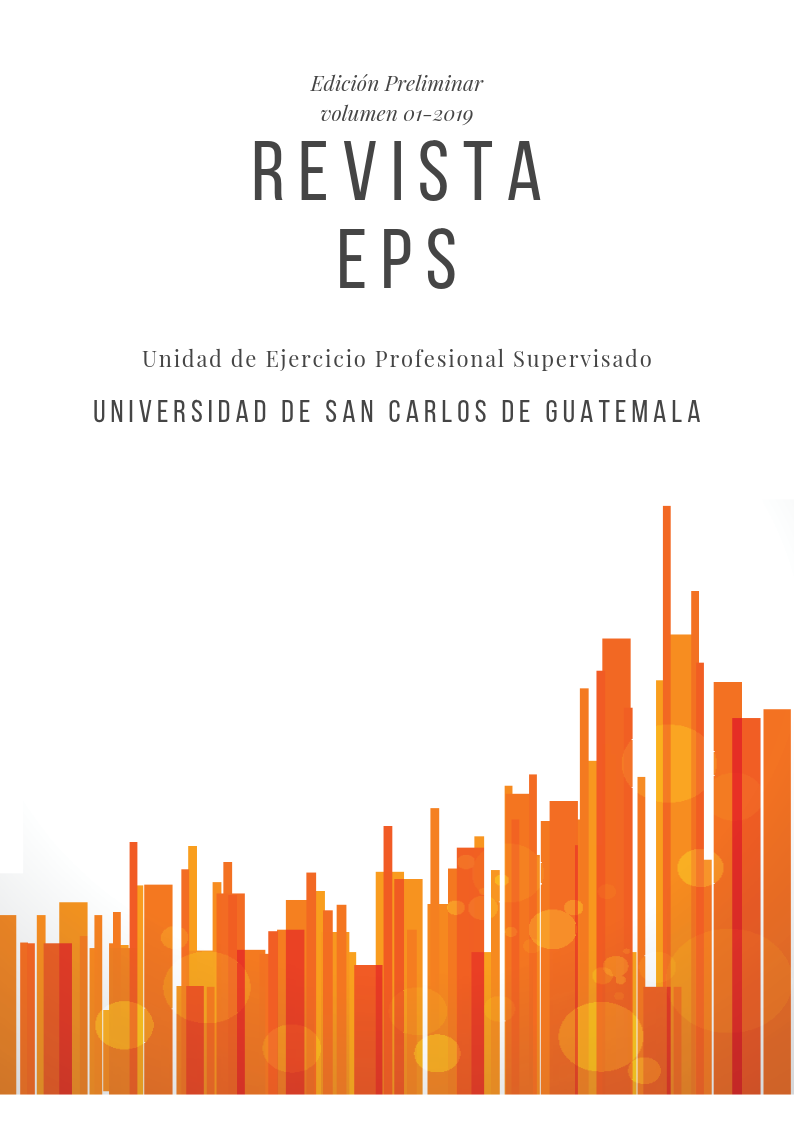 Edición Preliminar
volumen 01-2019
REVISTA
EPS
Unidad de Ejercicio Profesional Supervisado
UNIVERSIDAD DE SAN CARLOS DE GUATEMALA